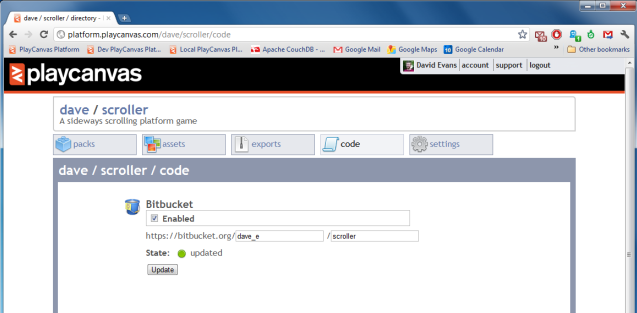 dave / scroller / directory - 
platform.playcanvas.com/dave/scroller/code
PlayCanvas Platform Dev PlayCanvas Plat... Local PlayCanvas Pl... Apache CouchDB - ... Google Mail Google Maps 10 Google Calendar » Other bookmarks
playcanvas
David Evans account support logout
dave / scroller
A sideways scrolling platform game
packs assets exports code settings
dave / scroller / code
Bitbucket
Enabled
https://bitbucket.org/ dave_e / scroller
State: updated
Update